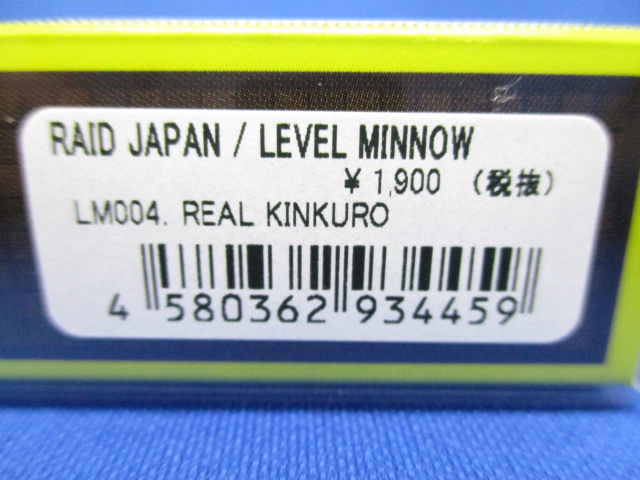 RAID JAPAN / LEVEL MINNOW
¥ 1,900 (税抜)
LM004. REAL KINKURO
4 580362 934459